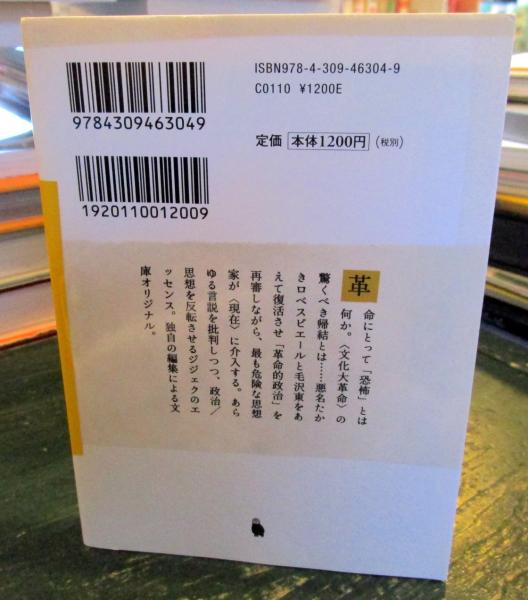 ISBN978-4-309-46304-9
C0110 ¥1200E
9784309463049
定価 本体1200円 (税別)
1920110012009
革命にとって「恐怖」とは
何か。〈文化大革命〉の
驚くべき帰結とは……悪名たか
きロベスピエールと毛沢東をあ
えて復活させ「革命的政治」を
再審しながら、最も危険な思想
家が〈現在〉に介入する。あら
ゆる言説を批判しつつ、政治／
思想を反転させるジジェクのエ
ッセンス。独自の編集による文
庫オリジナル。